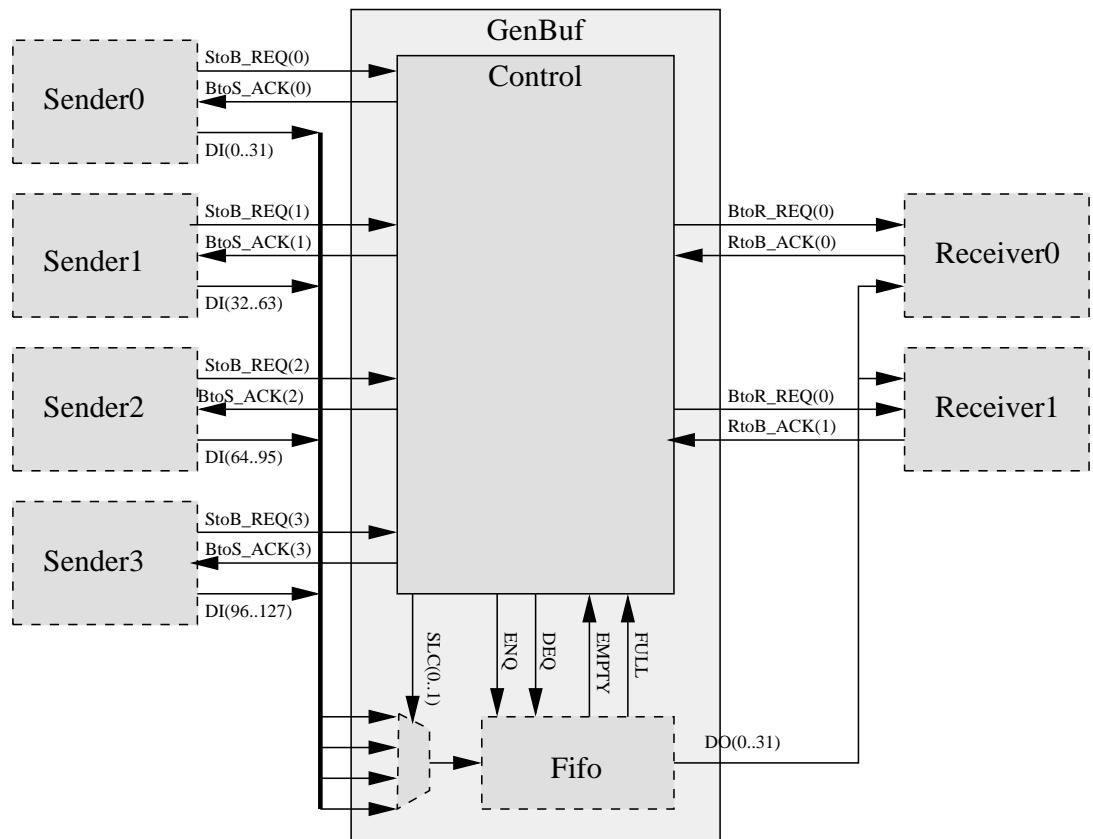 GenBuf
Control
Sender0
StoB_REQ(0)
BtoS_ACK(0)
DI(0..31)
Sender1
StoB_REQ(1)
BtoS_ACK(1)
DI(32..63)
Sender2
StoB_REQ(2)
BtoS_ACK(2)
DI(64..95)
Sender3
StoB_REQ(3)
BtoS_ACK(3)
DI(96..127)
BtoR_REQ(0)
RtoB_ACK(0)
Receiver0
BtoR_REQ(0)
RtoB_ACK(1)
Receiver1
SLC(0..1)
ENQ
DEQ
EMPTY
FULL
Fifo
DO(0..31)